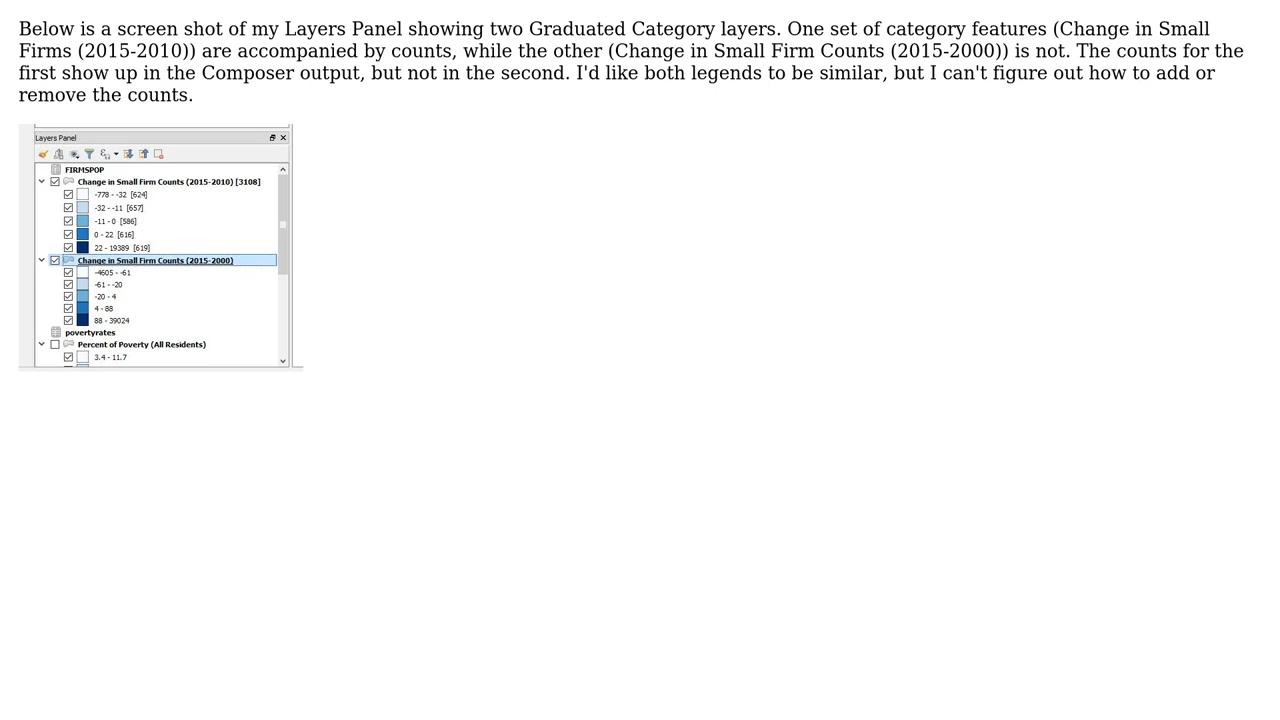 Below is a screen shot of my Layers Panel showing two Graduated Category layers. One set of category features (Change in Small
Firms (2015-2010)) are accompanied by counts, while the other (Change in Small Firm Counts (2015-2000)) is not. The counts for the
first show up in the Composer output, but not in the second. I'd like both legends to be similar, but I can't figure out how to add or
remove the counts.
Layers Panel
FIRMSPOP
Change in Small Firm Counts (2015-2010) [3108]
-778 - -32 [624]
-32 - -11 [657]
-11 - 0 [586]
0 - 22 [616]
22 - 19389 [619]
Change in Small Firm Counts (2015-2000)
-4605 - -61
-61 - -20
-20 - 4
4 - 88
88 - 39024
povertyrates
Percent of Poverty (All Residents)
3.4 - 11.7